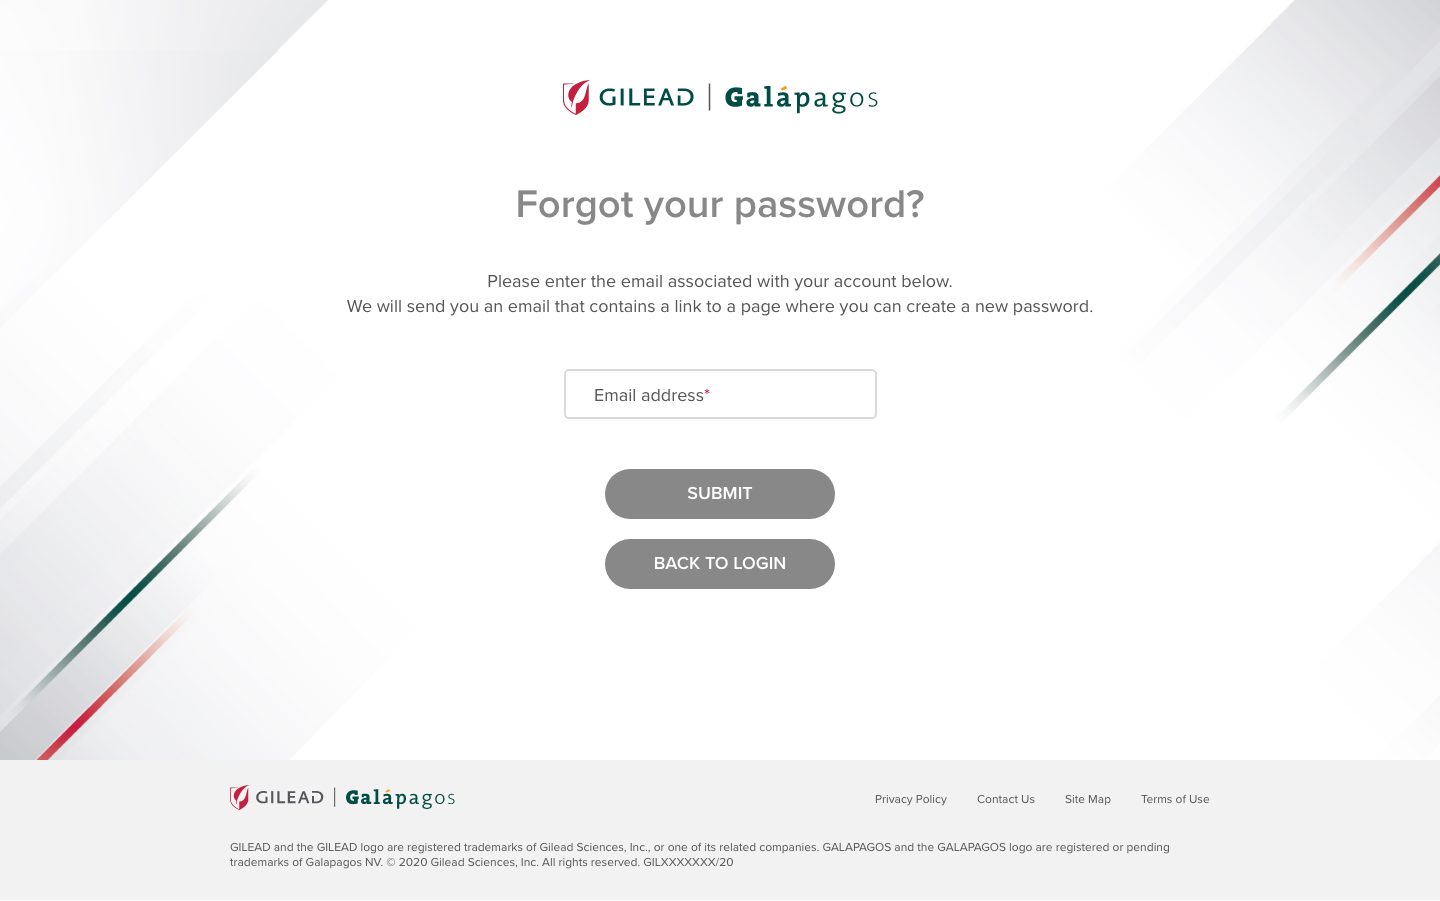 GILEAD | Galápagos
Forgot your password?
Please enter the email associated with your account below.
We will send you an email that contains a link to a page where you can create a new password.
Email address*
SUBMIT
BACK TO LOGIN
GILEAD | Galápagos
Privacy Policy Contact Us Site Map Terms of Use
GILEAD and the GILEAD logo are registered trademarks of Gilead Sciences, Inc., or one of its related companies. GALAPAGOS and the GALAPAGOS logo are registered or pending
trademarks of Galapagos NV. © 2020 Gilead Sciences, Inc. All rights reserved. GILXXXXXXX/20